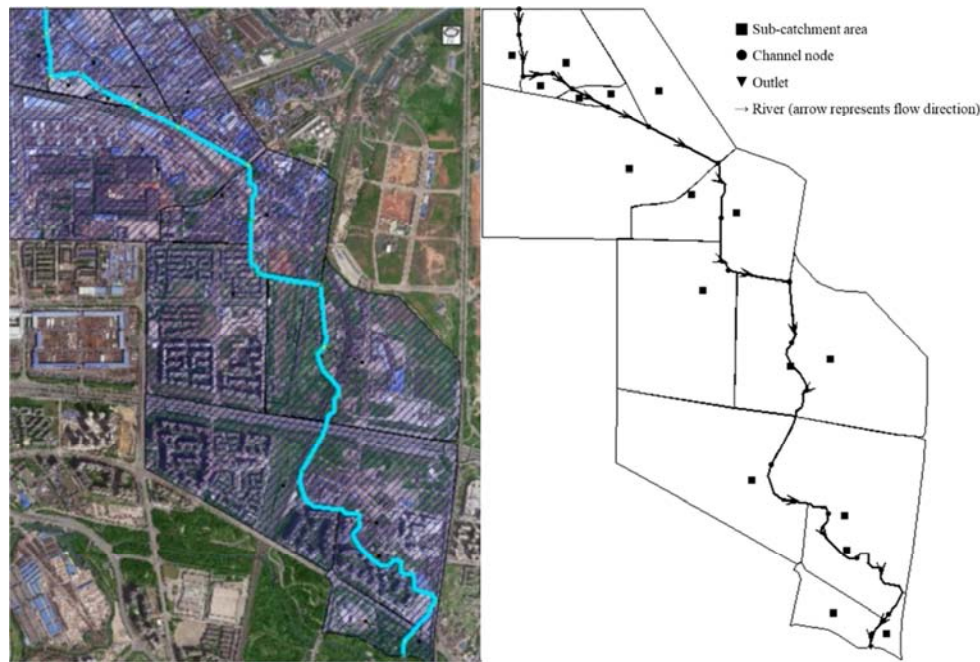 Sub-catchment area
Channel node
Outlet
River (arrow represents flow direction)